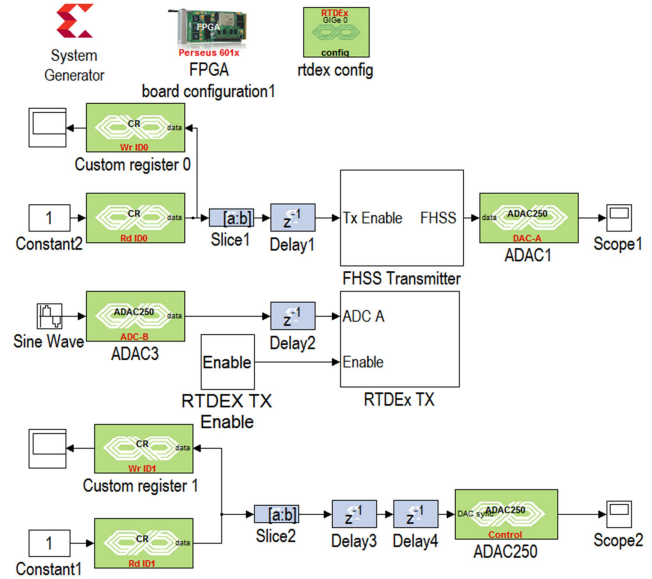 System
Generator
FPGA
Perseus 601x
FPGA
board configuration1
RTDEx
GIGe 0
config
rtdex config
CR
data
Wr ID0
Custom register 0
1
Constant2
CR
data
Rd ID0
[a:b]
Slice1
z-1
Delay1
Tx Enable
FHSS
FHSS Transmitter
data
ADAC250
DAC-A
ADAC1
Scope1
Sine Wave
ADAC250
data
ADC-B
ADAC3
z-1
Delay2
ADC A
Enable
RTDEx TX
Enable
RTDEX TX
Enable
CR
data
Wr ID1
Custom register 1
1
Constant1
CR
data
Rd ID1
[a:b]
Slice2
z-1
Delay3
z-1
Delay4
DAC sync
ADAC250
Control
ADAC250
Scope2